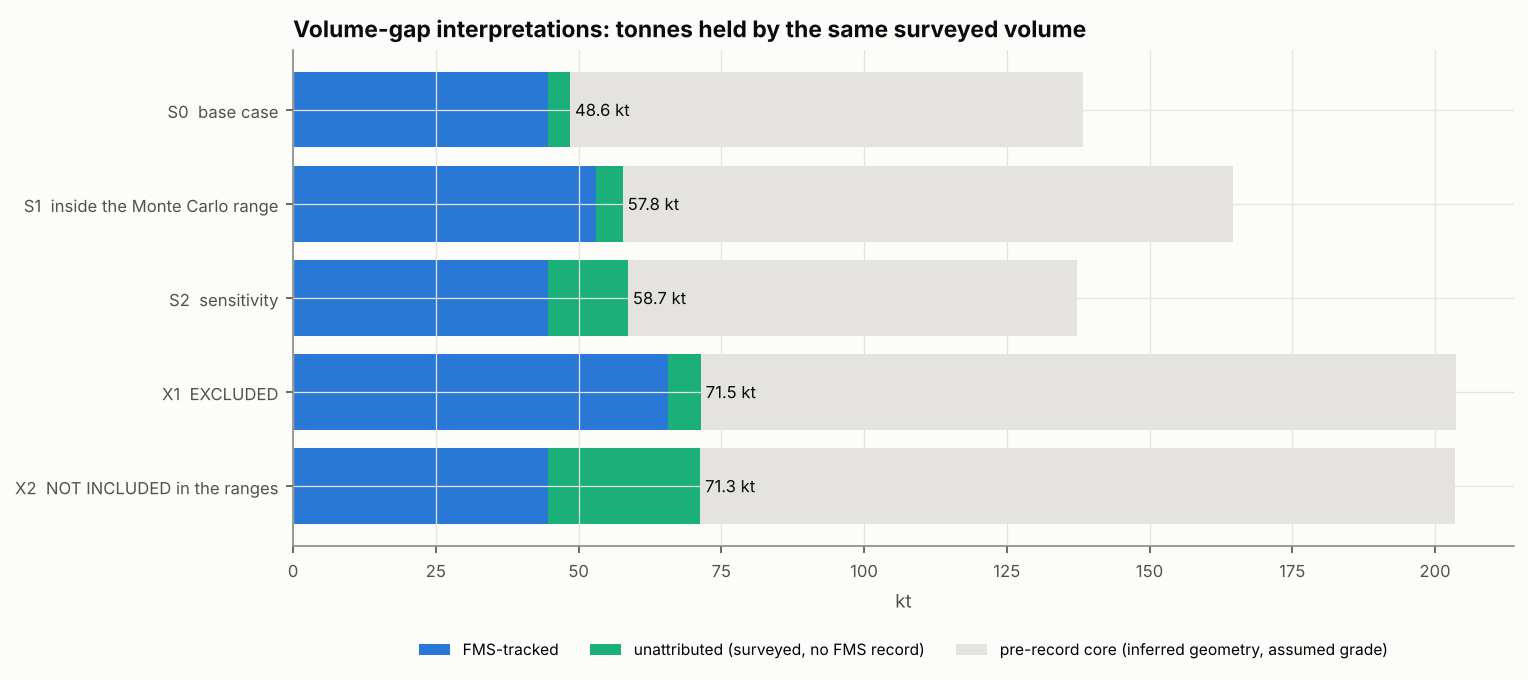 Volume-gap interpretations: tonnes held by the same surveyed volume
S0 base case
48.6 kt
S1 inside the Monte Carlo range
57.8 kt
S2 sensitivity
58.7 kt
X1 EXCLUDED
71.5 kt
X2 NOT INCLUDED in the ranges
71.3 kt
0 25 50 75 100 125 150 175 200
kt
FMS-tracked
unattributed (surveyed, no FMS record)
pre-record core (inferred geometry, assumed grade)